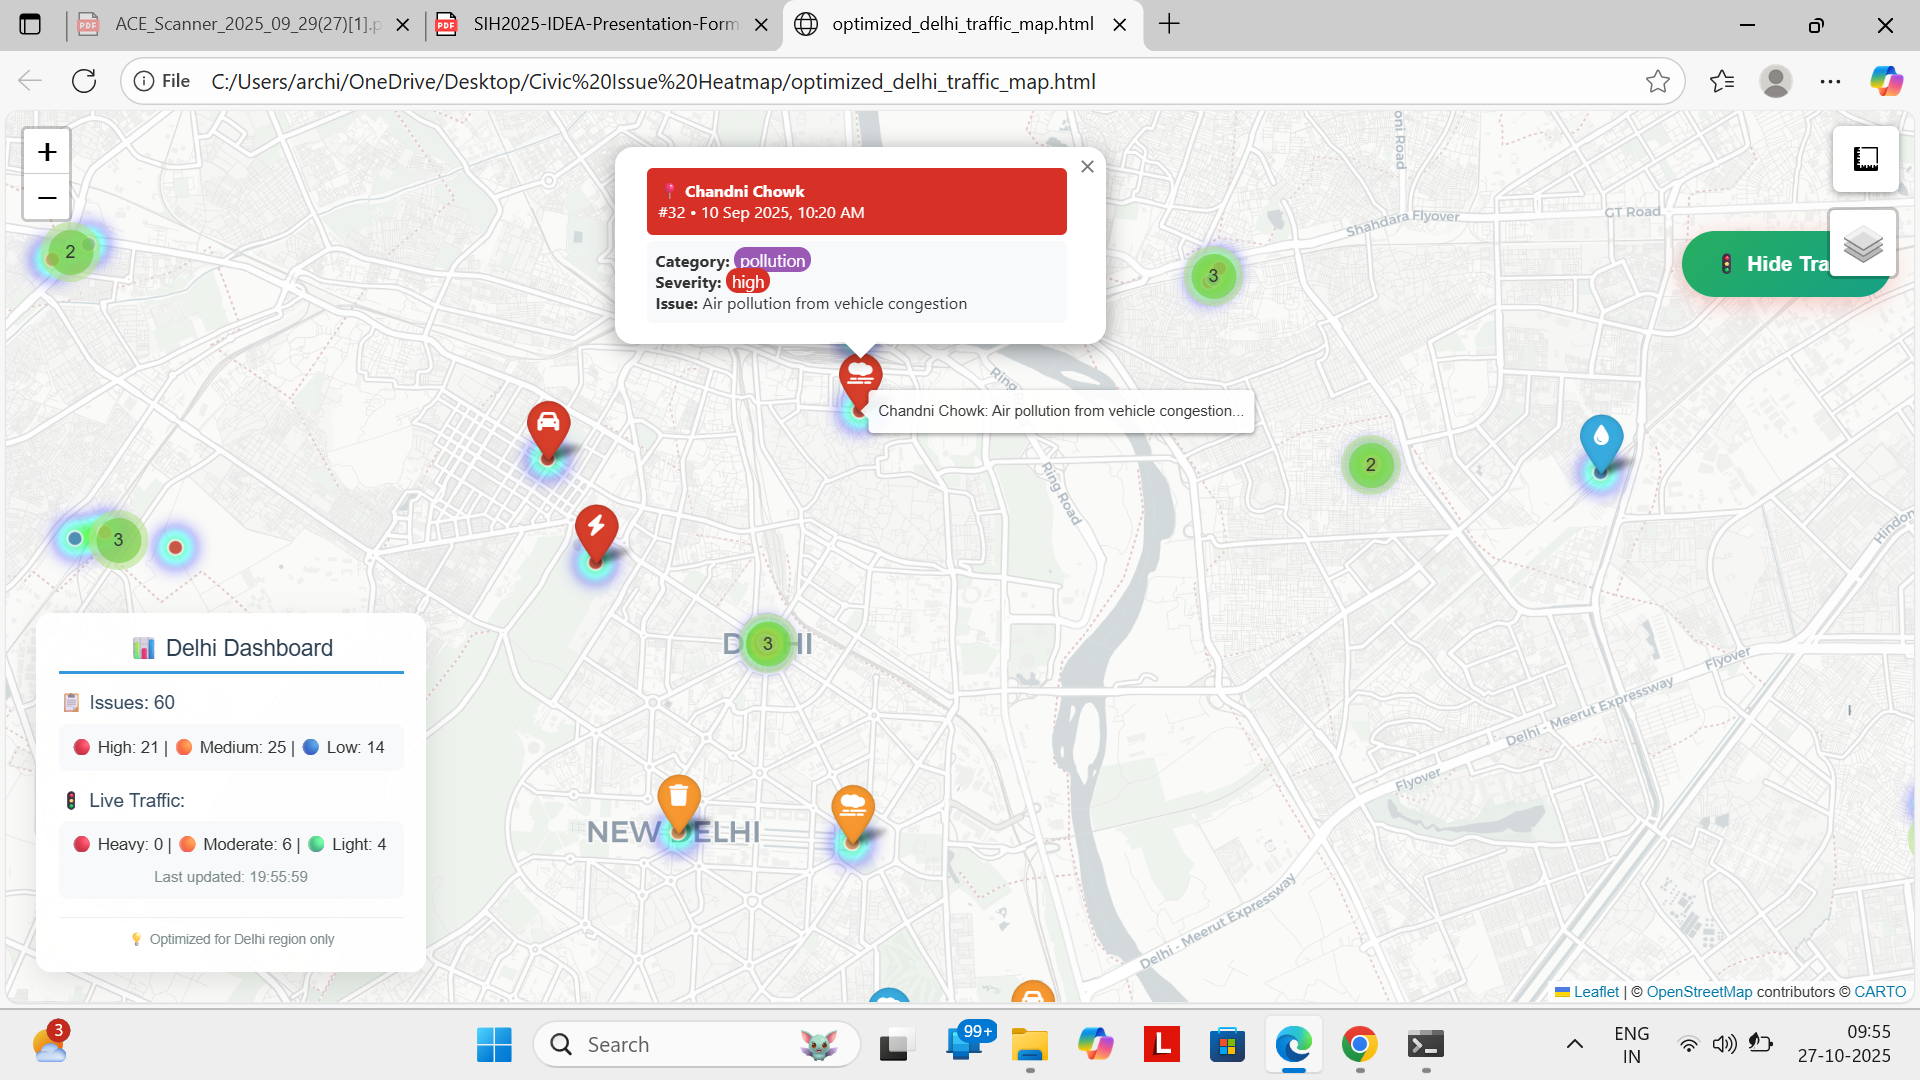 ACE_Scanner_2025_09_29(27)[1].p
SIH2025-IDEA-Presentation-Form
optimized_delhi_traffic_map.html
File
C:/Users/archi/OneDrive/Desktop/Civic%20Issue%20Heatmap/optimized_delhi_traffic_map.html
+
−
Chandni Chowk
#32 • 10 Sep 2025, 10:20 AM
Category: pollution
Severity: high
Issue: Air pollution from vehicle congestion
Chandni Chowk: Air pollution from vehicle congestion...
Shahdara Flyover
GT Road
oni Road
Hide Tra
2
3
2
3
3
Ring
Ring Road
Hindon
NEW DELHI
Delhi - Meerut Expressway
Flyover
Flyover
Delhi - Meerut Expressway
Delhi Dashboard
Issues: 60
High: 21 | Medium: 25 | Low: 14
Live Traffic:
Heavy: 0 | Moderate: 6 | Light: 4
Last updated: 19:55:59
Optimized for Delhi region only
Leaflet | © OpenStreetMap contributors © CARTO
3
Search
99+
L
ENG
IN
09:55
27-10-2025